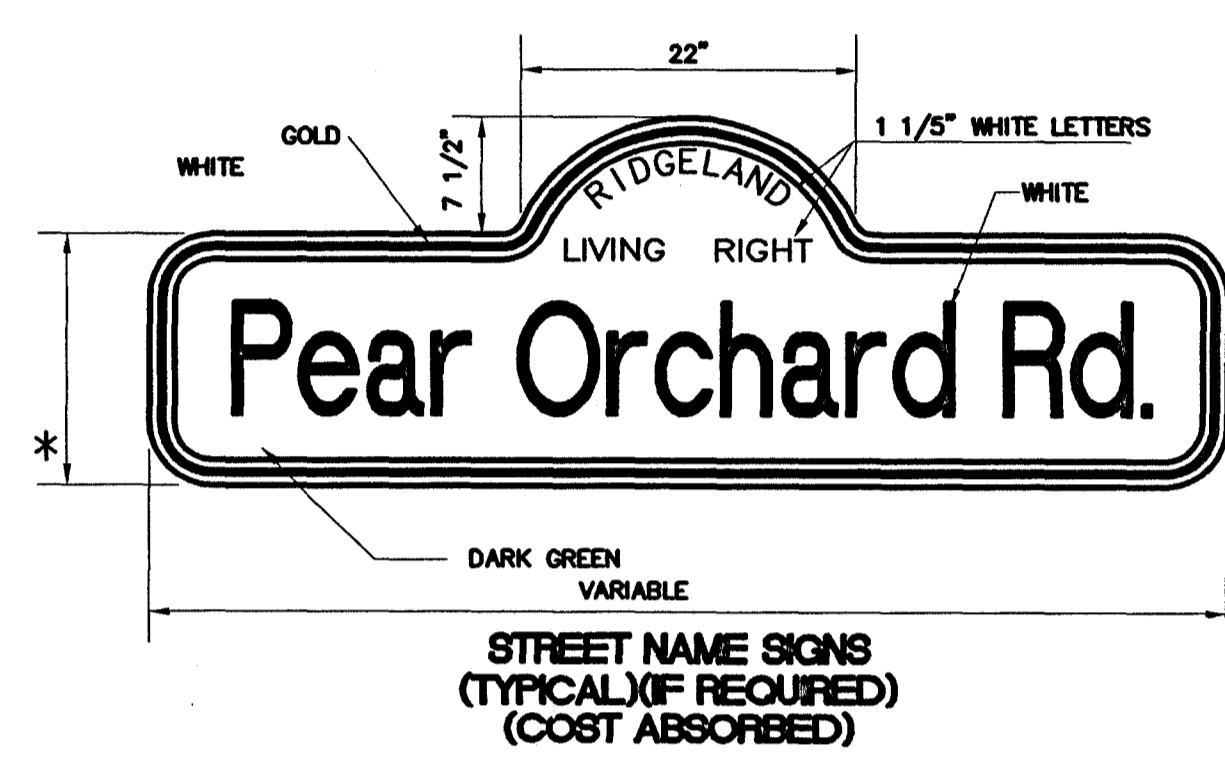 22"
GOLD
1 1/5" WHITE LETTERS
WHITE
7 1/2"
WHITE
RIDGELAND
LIVING RIGHT
Pear Orchard Rd.
*
DARK GREEN
VARIABLE
STREET NAME SIGNS
(TYPICAL)(IF REQUIRED)
(COST ABSORBED)